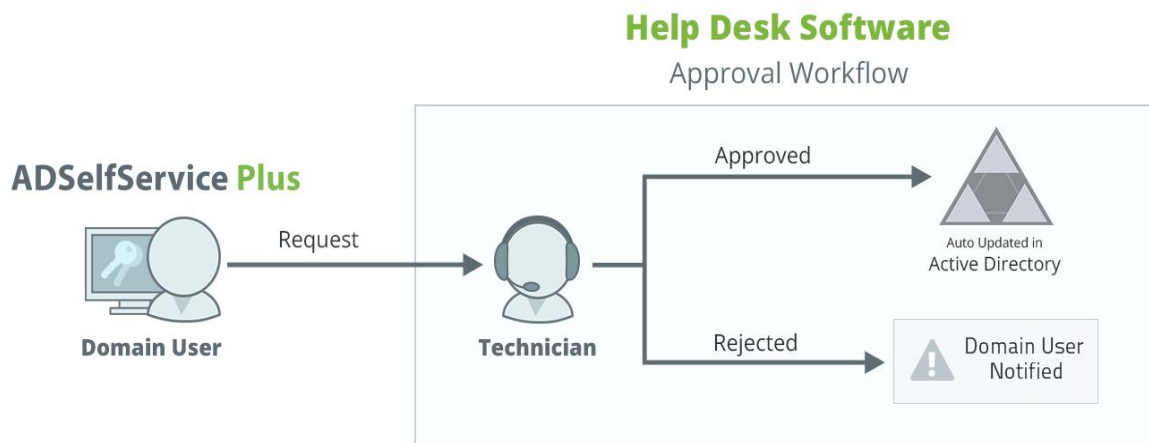 Help Desk Software
Approval Workflow
ADSelfService Plus
Request
Domain User
Technician
Approved
Auto Updated in
Active Directory
Rejected
Domain User
Notified